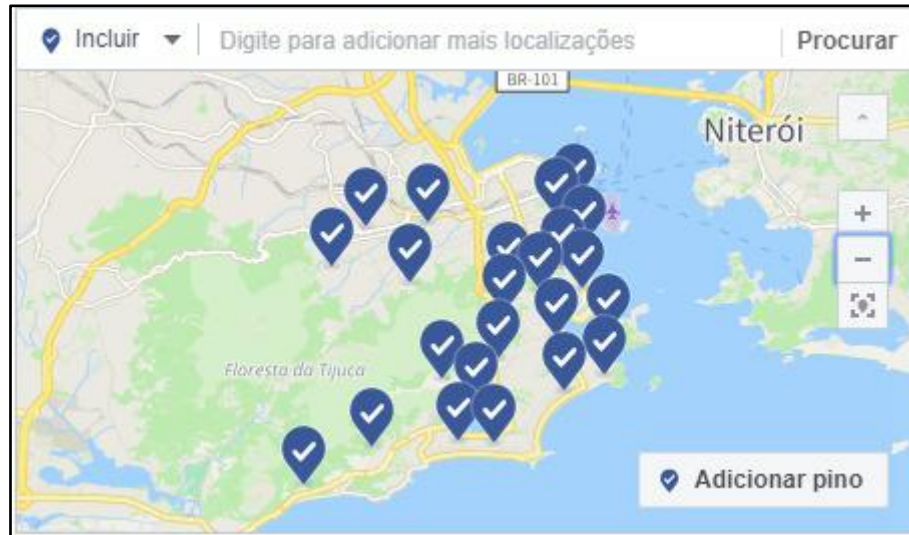 Incluir Digite para adicionar mais localizações Procurar
BR-101
Niterói
Floresta da Tijuca
Adicionar pino